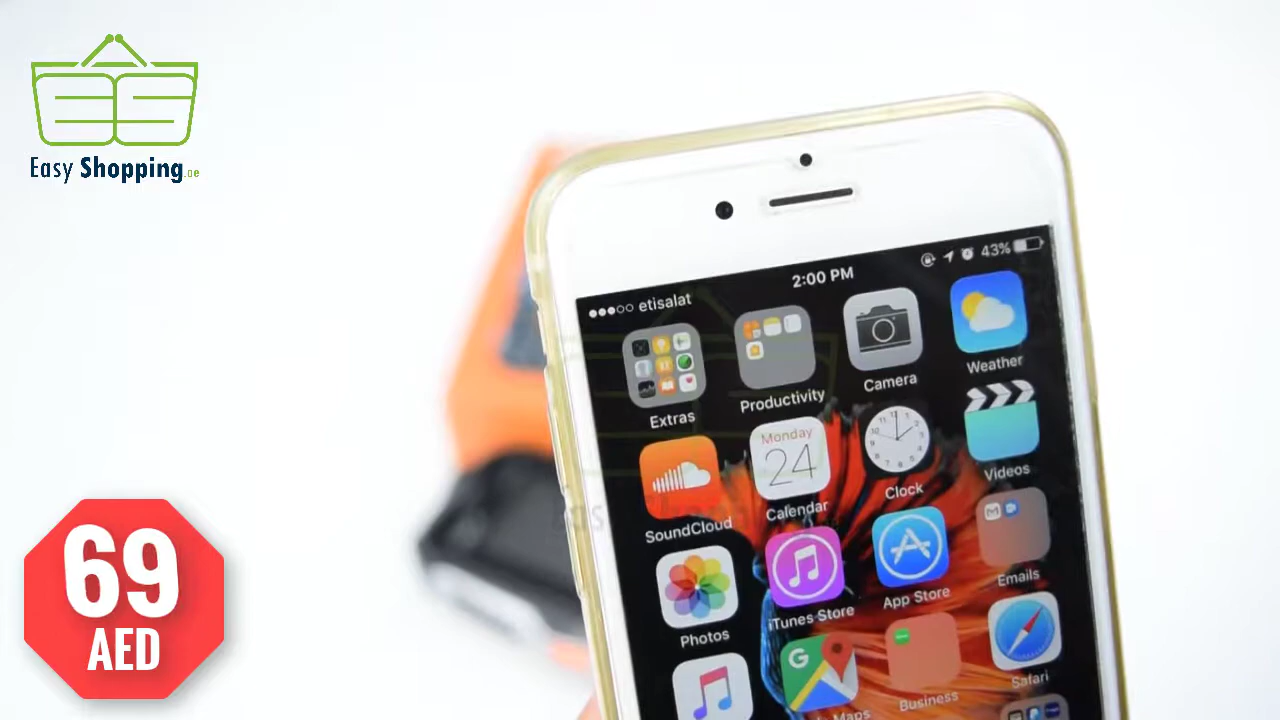 Easy Shopping.ae
2:00 PM
43%
etisalat
Extras
Productivity
Camera
Weather
SoundCloud
Monday
24
Calendar
Clock
Videos
Photos
iTunes Store
App Store
Emails
G
Maps
Business
Safari
69
AED